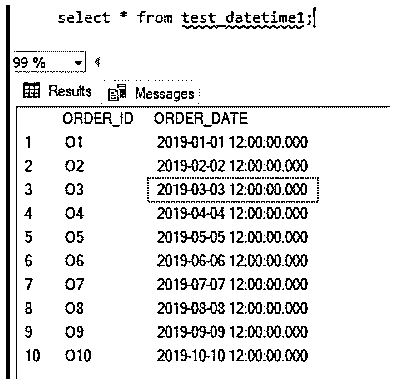 select * from test_datetime1;
99 %
Results Messages
ORDER_ID ORDER_DATE
1 O1 2019-01-01 12:00:00.000
2 O2 2019-02-02 12:00:00.000
3 O3 2019-03-03 12:00:00.000
4 O4 2019-04-04 12:00:00.000
5 O5 2019-05-05 12:00:00.000
6 O6 2019-06-06 12:00:00.000
7 O7 2019-07-07 12:00:00.000
8 O8 2019-08-08 12:00:00.000
9 O9 2019-09-09 12:00:00.000
10 O10 2019-10-10 12:00:00.000